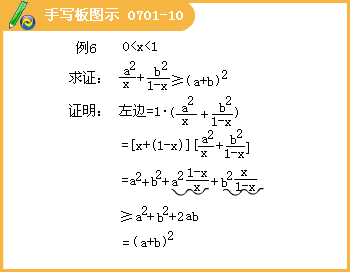 手写板图示 0701-10
例6 0<x<1
求证: a²/x + b²/(1-x) ≥ (a+b)²
证明: 左边=1·(a²/x + b²/(1-x))
=[x+(1-x)][a²/x + b²/(1-x)]
=a²+b²+a² (1-x)/x + b² x/(1-x)
≥a²+b²+2ab
=(a+b)²